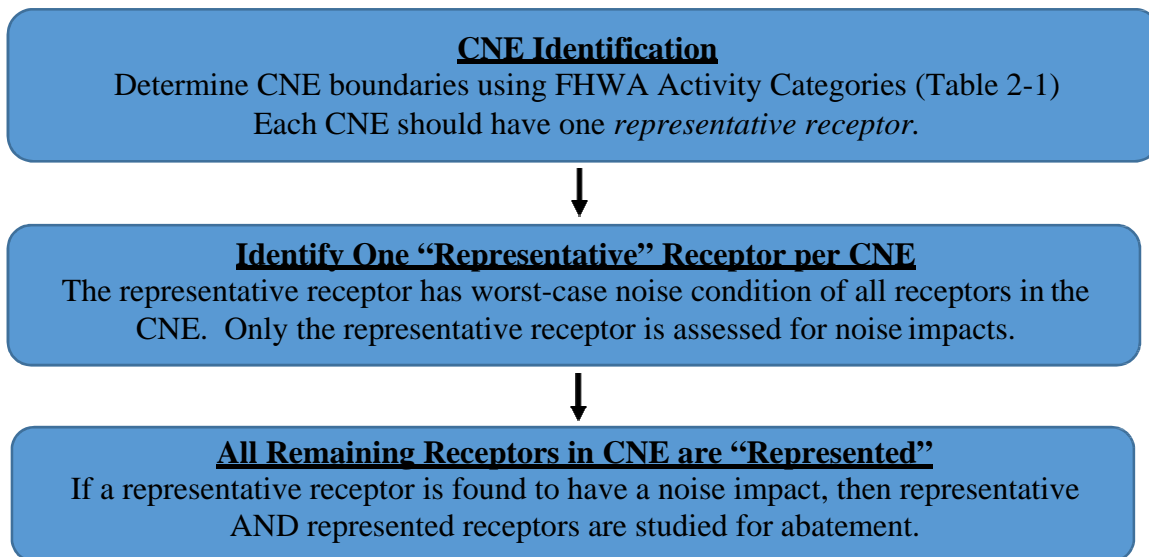 CNE Identification
Determine CNE boundaries using FHWA Activity Categories (Table 2-1)
Each CNE should have one representative receptor.
Identify One “Representative” Receptor per CNE
The representative receptor has worst-case noise condition of all receptors in the
CNE. Only the representative receptor is assessed for noise impacts.
All Remaining Receptors in CNE are “Represented”
If a representative receptor is found to have a noise impact, then representative
AND represented receptors are studied for abatement.